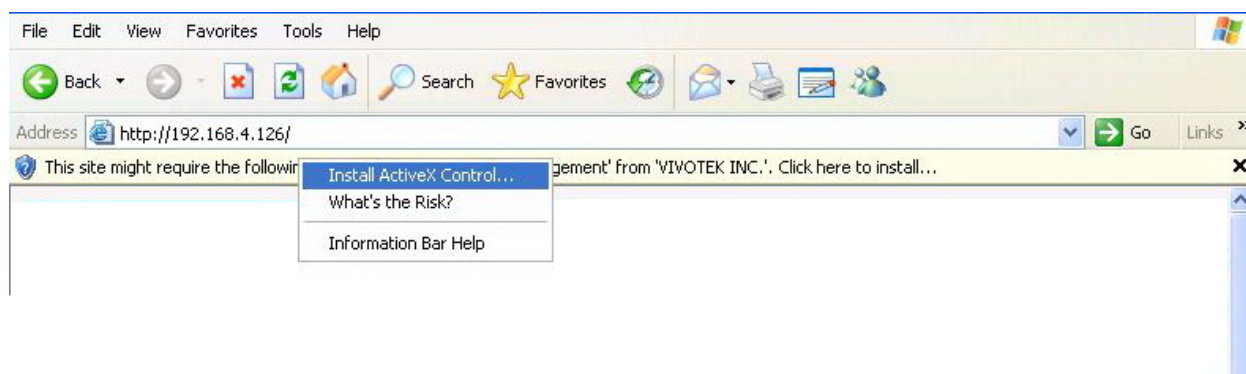 File Edit View Favorites Tools Help
Back Search Favorites
Address http://192.168.4.126/ Go Links »
This site might require the following gement' from 'VIVOTEK INC.'. Click here to install...
Install ActiveX Control...
What's the Risk?
Information Bar Help